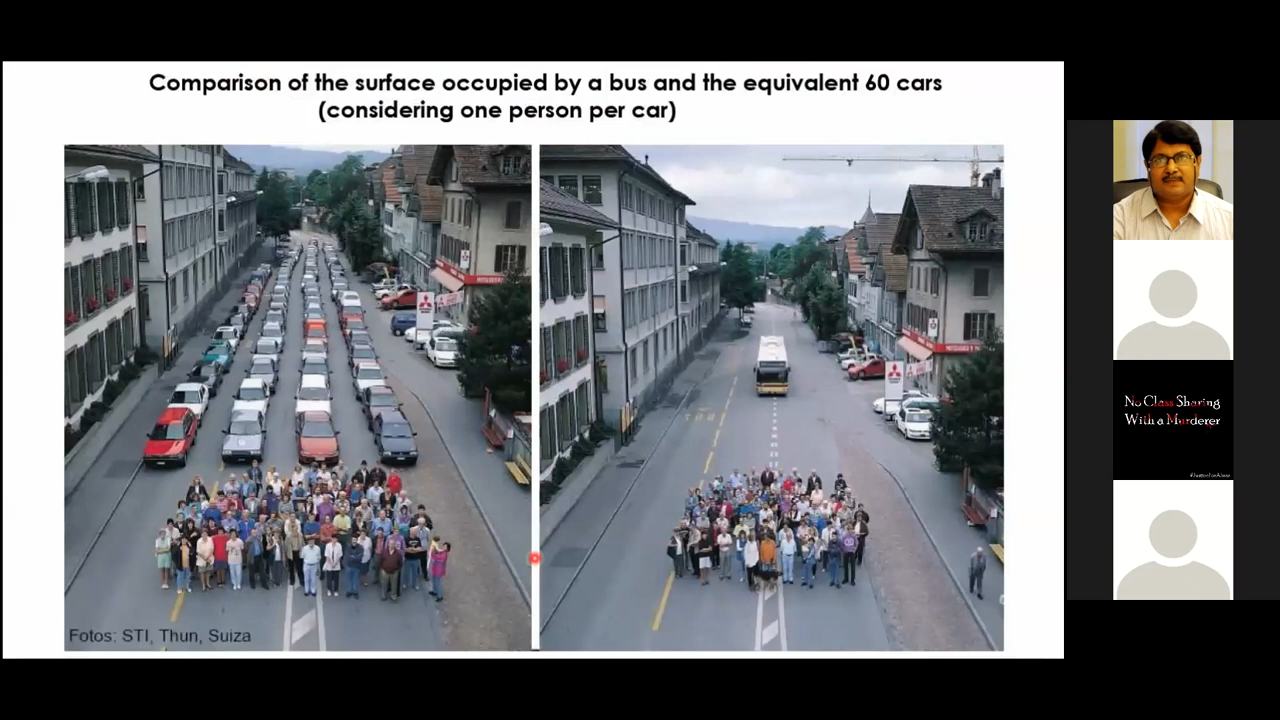 Comparison of the surface occupied by a bus and the equivalent 60 cars
(considering one person per car)
Fotos: STI, Thun, Suiza
No Class Sharing
With a Murderer